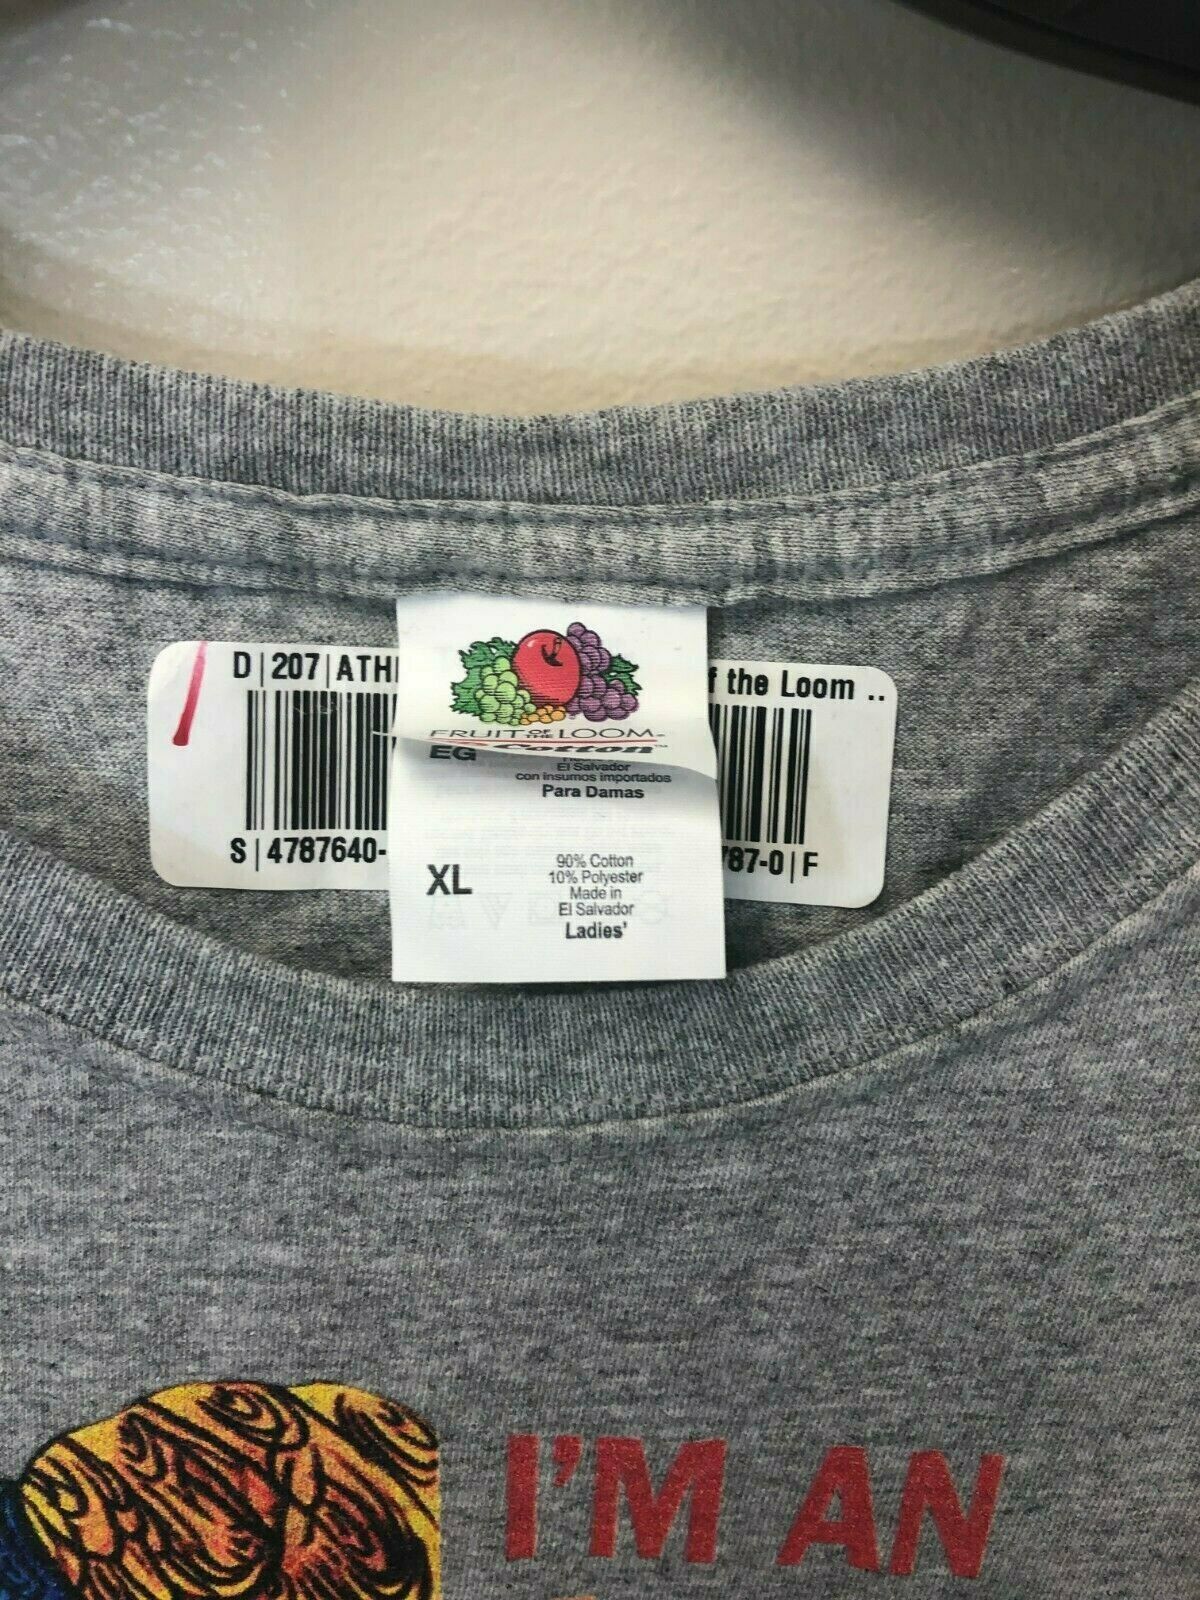 D|207|ATH
f the Loom ..
FRUIT OF THE LOOM
Cotton™
EG
El Salvador
con insumos importados
Para Damas
S|4787640-
787-0|F
XL
90% Cotton
10% Polyester
Made in
El Salvador
Ladies'
I'M AN